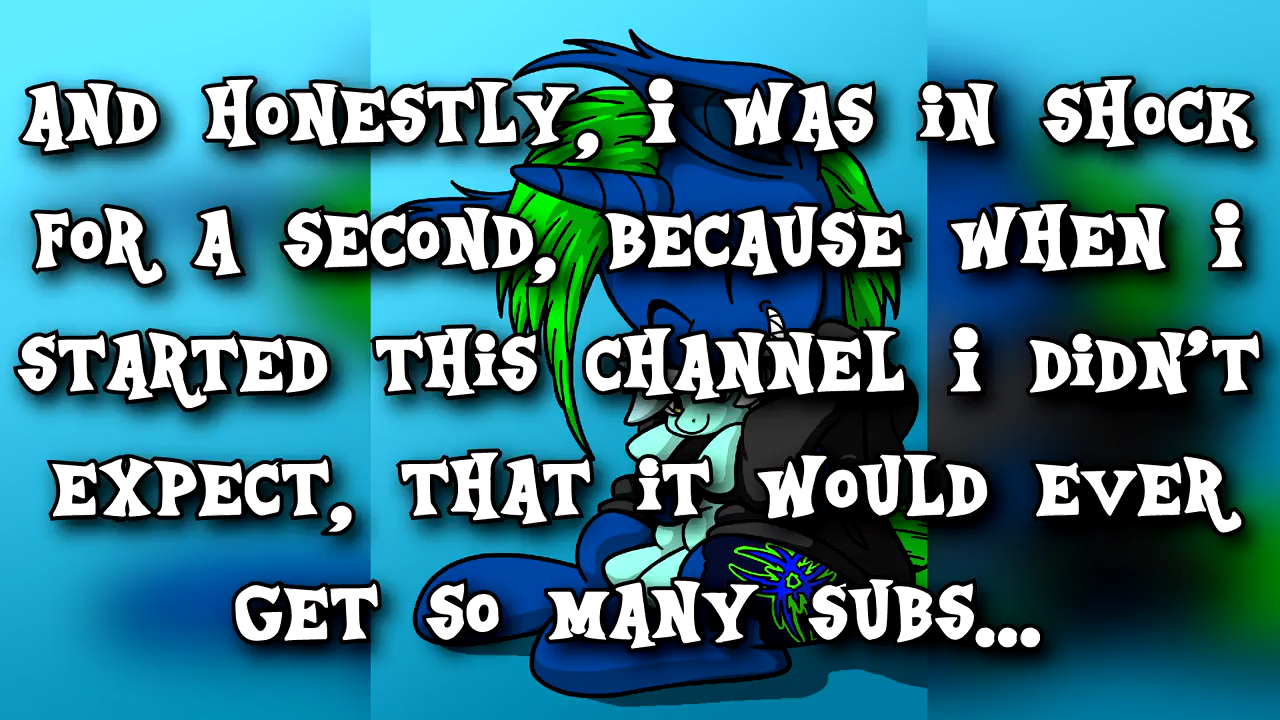 AND HONESTLY, i WAS iN SHOCK
FOR A SECOND, BECAUSE WHEN i
STARTED THiS CHANNEL i DiDN'T
EXPECT, THAT iT WOULD EVER
GET SO MANY SUBS...